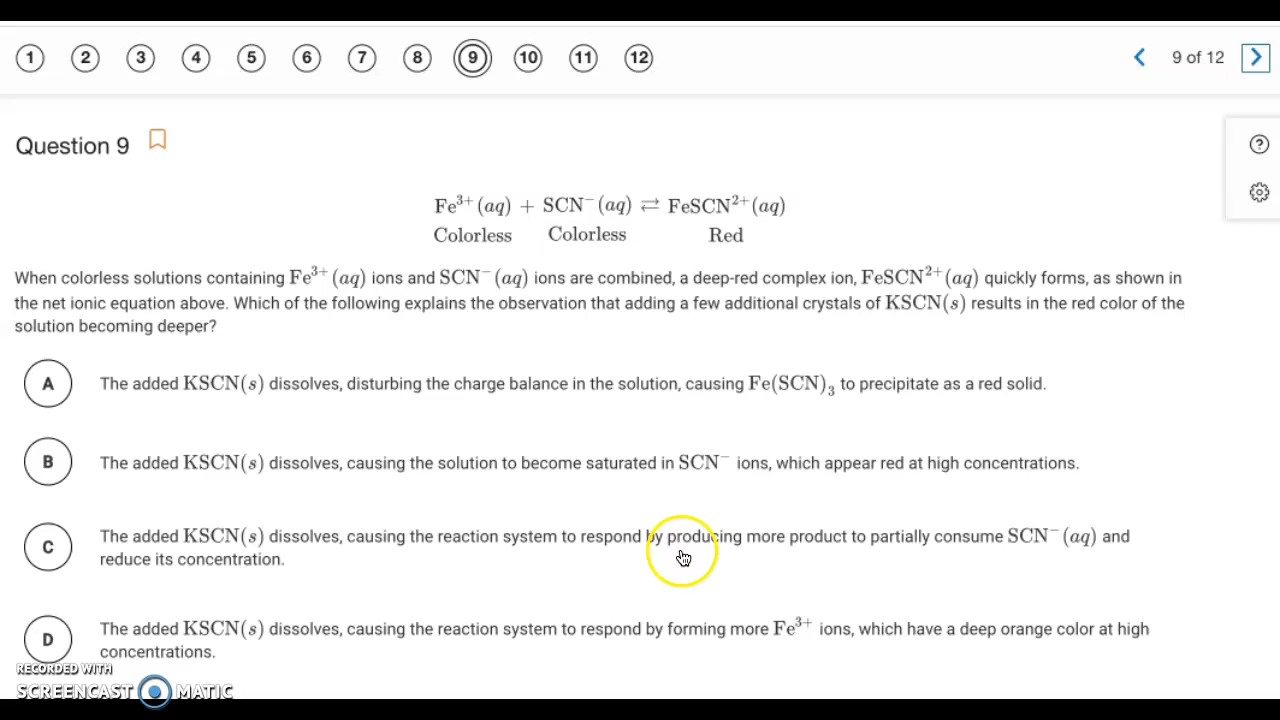 1 2 3 4 5 6 7 8 9 10 11 12 9 of 12
Question 9
Fe³⁺(aq) + SCN⁻(aq) ⇄ FeSCN²⁺(aq)
Colorless Colorless Red
When colorless solutions containing Fe³⁺(aq) ions and SCN⁻(aq) ions are combined, a deep-red complex ion, FeSCN²⁺(aq) quickly forms, as shown in
the net ionic equation above. Which of the following explains the observation that adding a few additional crystals of KSCN(s) results in the red color of the
solution becoming deeper?
A The added KSCN(s) dissolves, disturbing the charge balance in the solution, causing Fe(SCN)₃ to precipitate as a red solid.
B The added KSCN(s) dissolves, causing the solution to become saturated in SCN⁻ ions, which appear red at high concentrations.
C The added KSCN(s) dissolves, causing the reaction system to respond by producing more product to partially consume SCN⁻(aq) and
reduce its concentration.
D The added KSCN(s) dissolves, causing the reaction system to respond by forming more Fe³⁺ ions, which have a deep orange color at high
concentrations.
RECORDED WITH
SCREENCAST MATIC